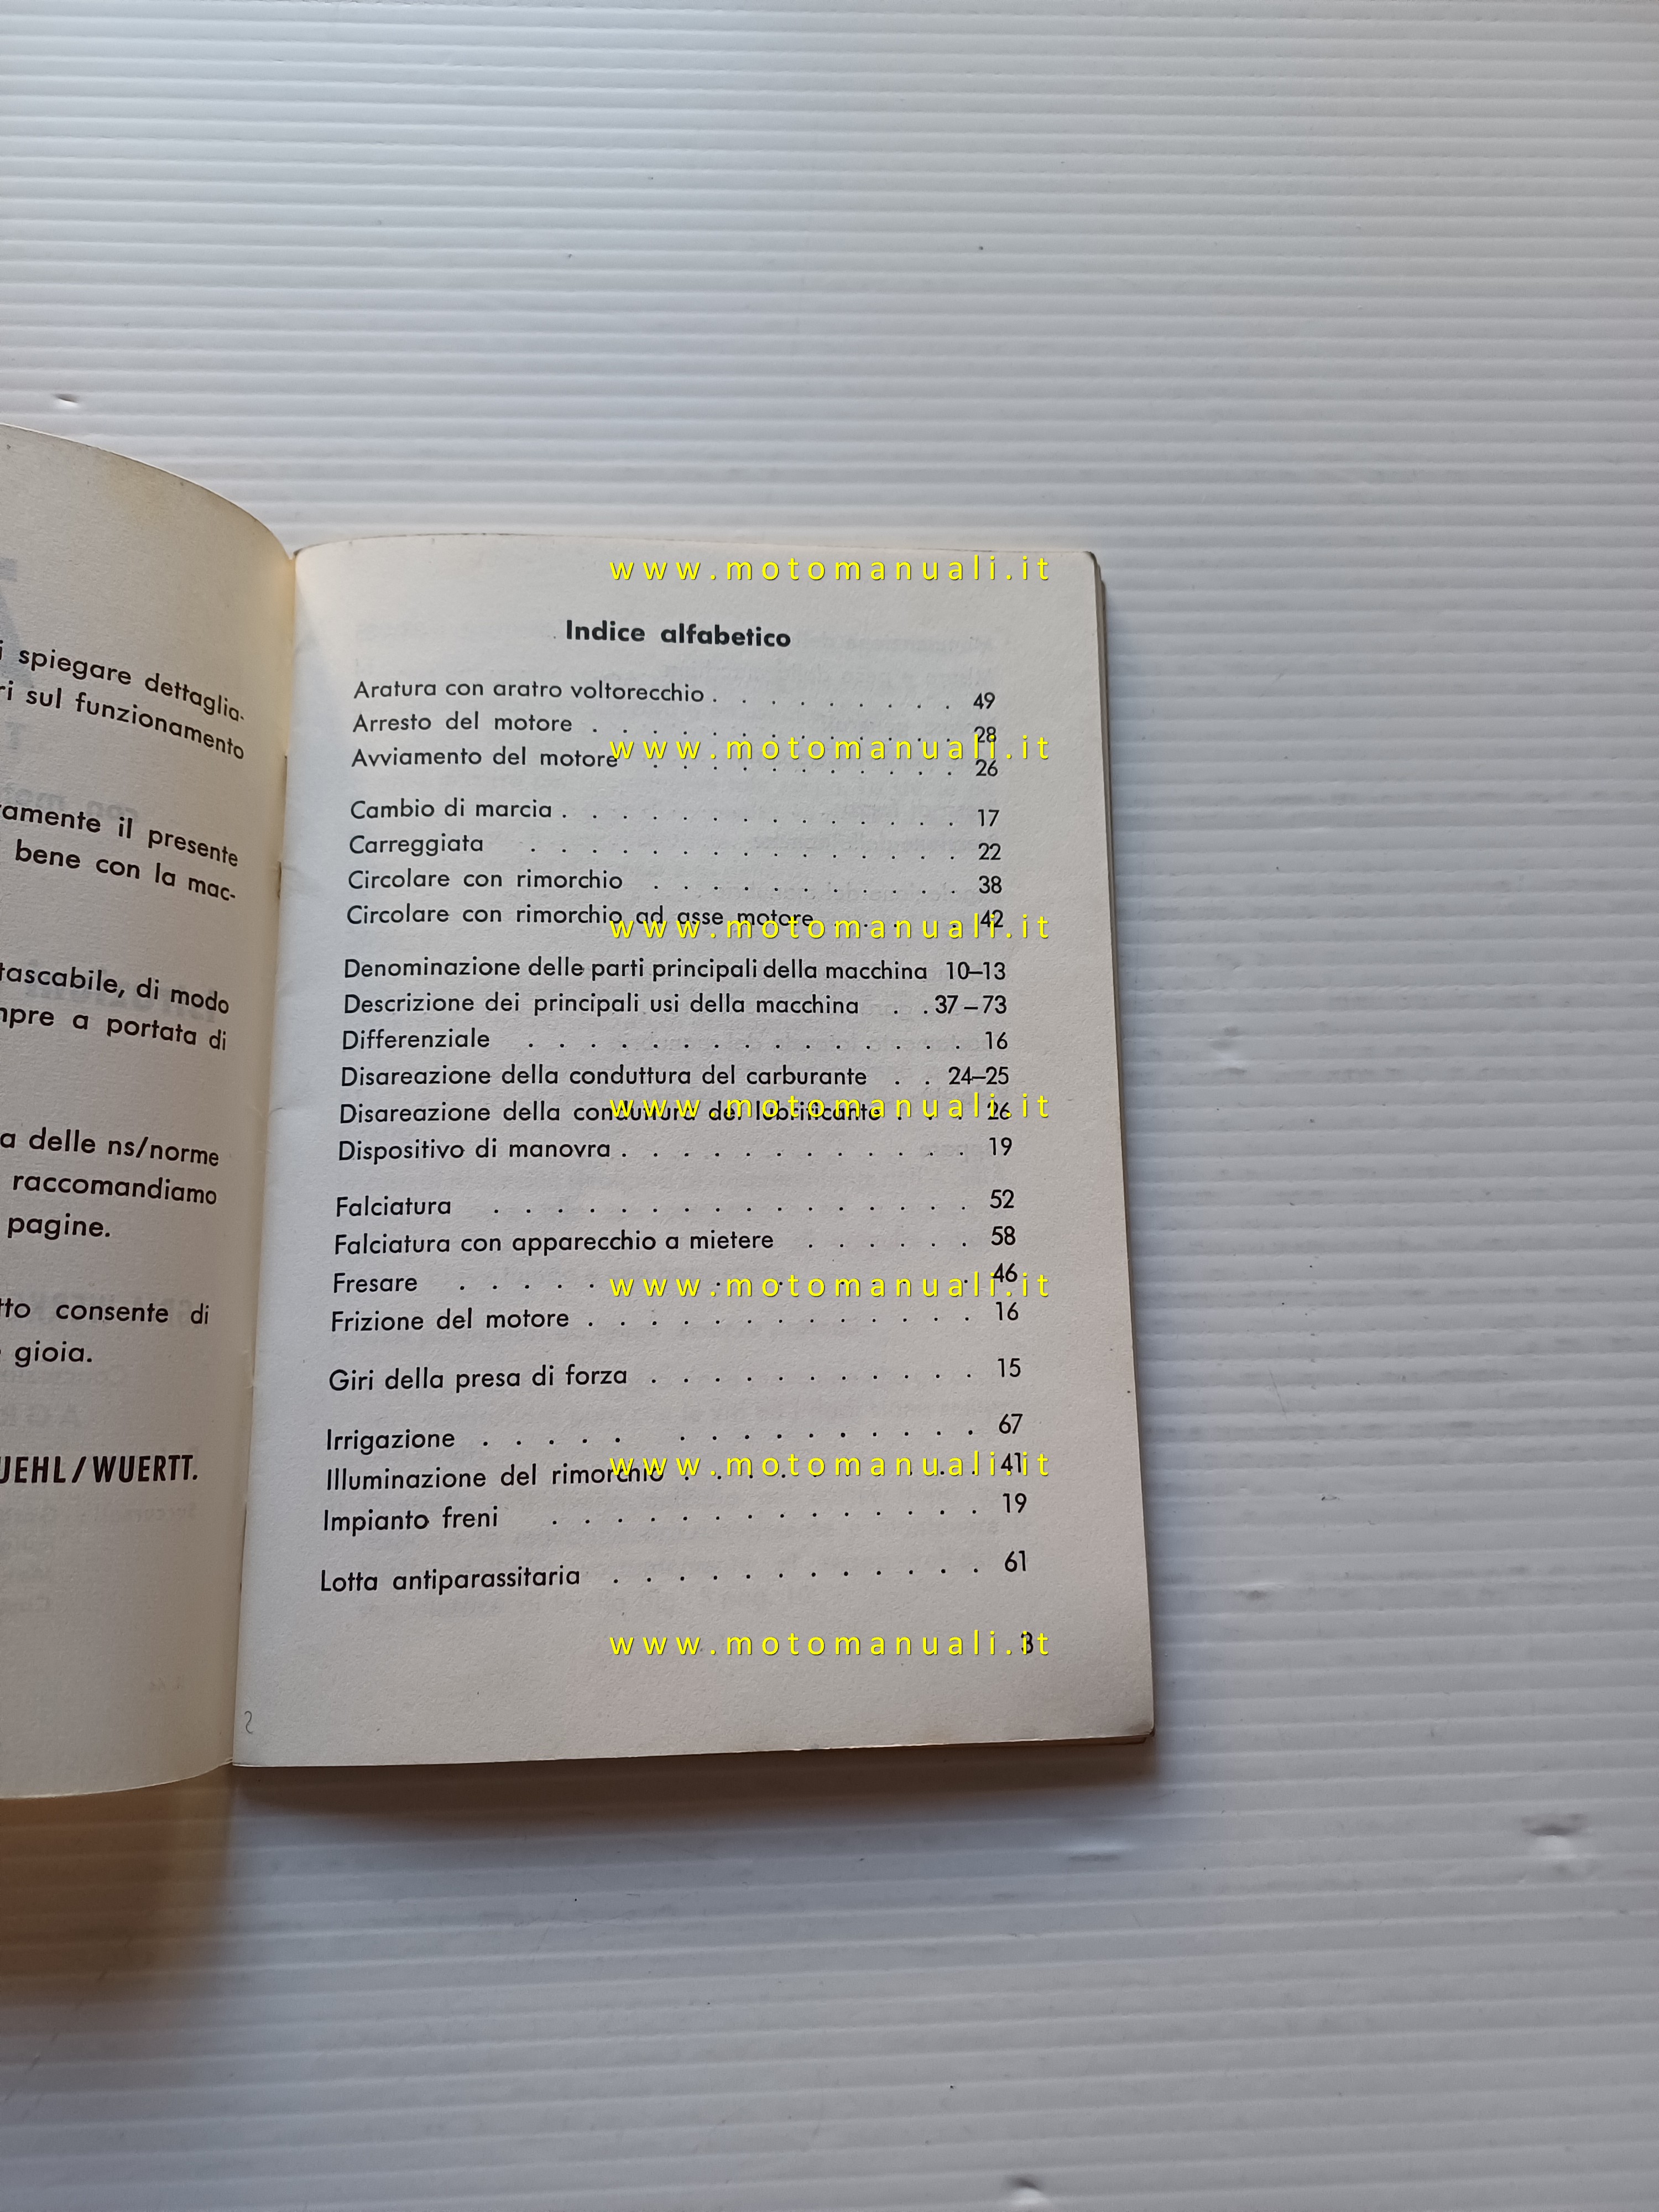 i spiegare dettaglia-
ri sul funzionamento
ramente il presente
bene con la mac-
tascabile, di modo
mpre a portata di
a delle ns/norme
raccomandiamo
pagine.
tto consente di
gioia.
UEHL/WUERTT.
www.motomanuali.it
Indice alfabetico
Aratura con aratro voltorecchio . . . . . . . . . 49
Arresto del motore . . . . . . . . . . . . 28
www.motomanuali.it
Avviamento del motore . . . . . . . . . . 26
Cambio di marcia . . . . . . . . . . . . . 17
Carreggiata . . . . . . . . . . . . . . 22
Circolare con rimorchio . . . . . . . . . . 38
Circolare con rimorchio ad asse motore . . . . 42
www.motomanuali.it
Denominazione delle parti principali della macchina 10–13
Descrizione dei principali usi della macchina . . 37–73
Differenziale . . . . . . . . . . . . . . 16
Disareazione della conduttura del carburante . . 24–25
Disareazione della conduttura del lubrificante . . . 26
www.motomanuali.it
Dispositivo di manovra . . . . . . . . . . . . 19
Falciatura . . . . . . . . . . . . . . . . 52
Falciatura con apparecchio a mietere . . . . . . 58
Fresare . . . . . . . . . . . . . . . . 46
www.motomanuali.it
Frizione del motore . . . . . . . . . . . . . 16
Giri della presa di forza . . . . . . . . . . . 15
Irrigazione . . . . . . . . . . . . . . . 67
Illuminazione del rimorchio . . . . . . . . . . 41
www.motomanuali.it
Impianto freni . . . . . . . . . . . . . . 19
Lotta antiparassitaria . . . . . . . . . . . . 61
www.motomanuali.it
3
2